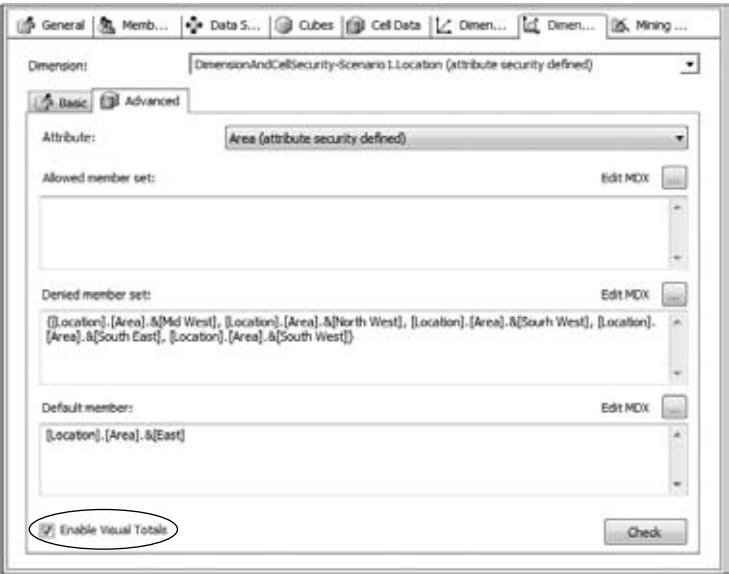 General Memb... Data S... Cubes Cell Data Dimen... Dimen... Mining ...
Dimension: DimensionAndCellSecurity-Scenario1.Location (attribute security defined)
Basic Advanced
Attribute: Area (attribute security defined)
Allowed member set: Edit MDX ...
Denied member set: Edit MDX ...
{[Location].[Area].&[Mid West], [Location].[Area].&[North West], [Location].[Area].&[Sourh West], [Location].
[Area].&[South East], [Location].[Area].&[South West]}
Default member: Edit MDX ...
[Location].[Area].&[East]
Enable Visual Totals Check